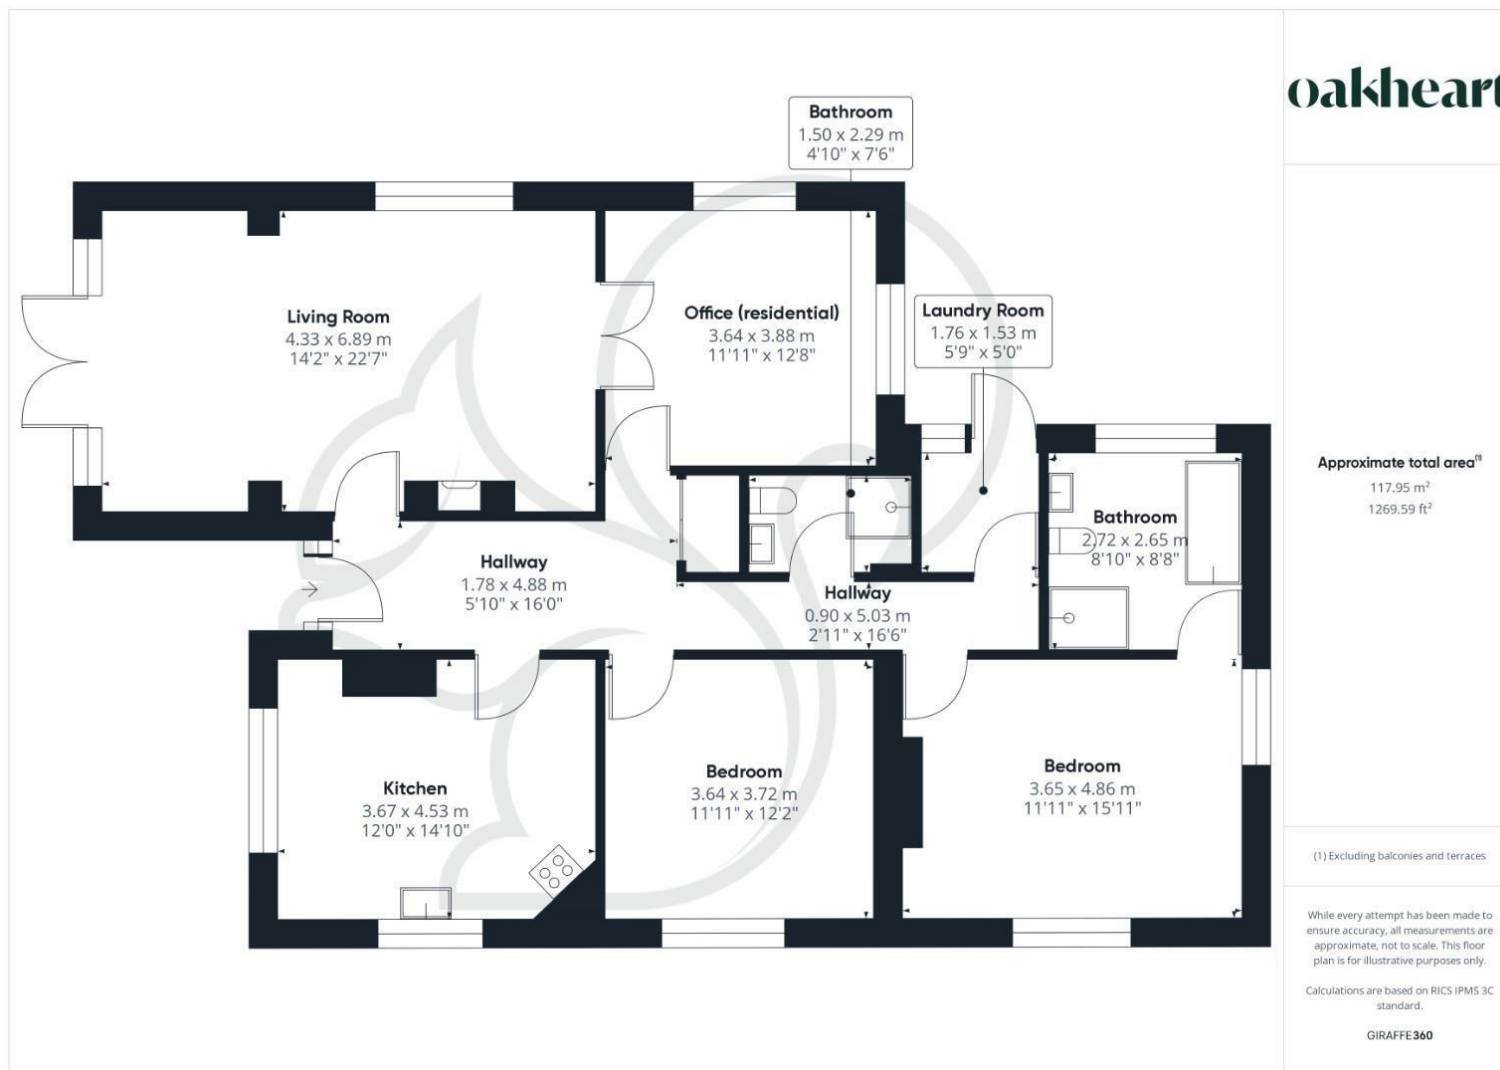 oakheart
Bathroom
1.50 x 2.29 m
4'10" x 7'6"
Living Room
4.33 x 6.89 m
14'2" x 22'7"
Office (residential)
3.64 x 3.88 m
11'11" x 12'8"
Laundry Room
1.76 x 1.53 m
5'9" x 5'0"
Bathroom
2.72 x 2.65 m
8'10" x 8'8"
Hallway
1.78 x 4.88 m
5'10" x 16'0"
Hallway
0.90 x 5.03 m
2'11" x 16'6"
Kitchen
3.67 x 4.53 m
12'0" x 14'10"
Bedroom
3.64 x 3.72 m
11'11" x 12'2"
Bedroom
3.65 x 4.86 m
11'11" x 15'11"
Approximate total area(1)
117.95 m²
1269.59 ft²
(1) Excluding balconies and terraces
While every attempt has been made to
ensure accuracy, all measurements are
approximate, not to scale. This floor
plan is for illustrative purposes only.
Calculations are based on RICS IPMS 3C
standard.
GIRAFFE360